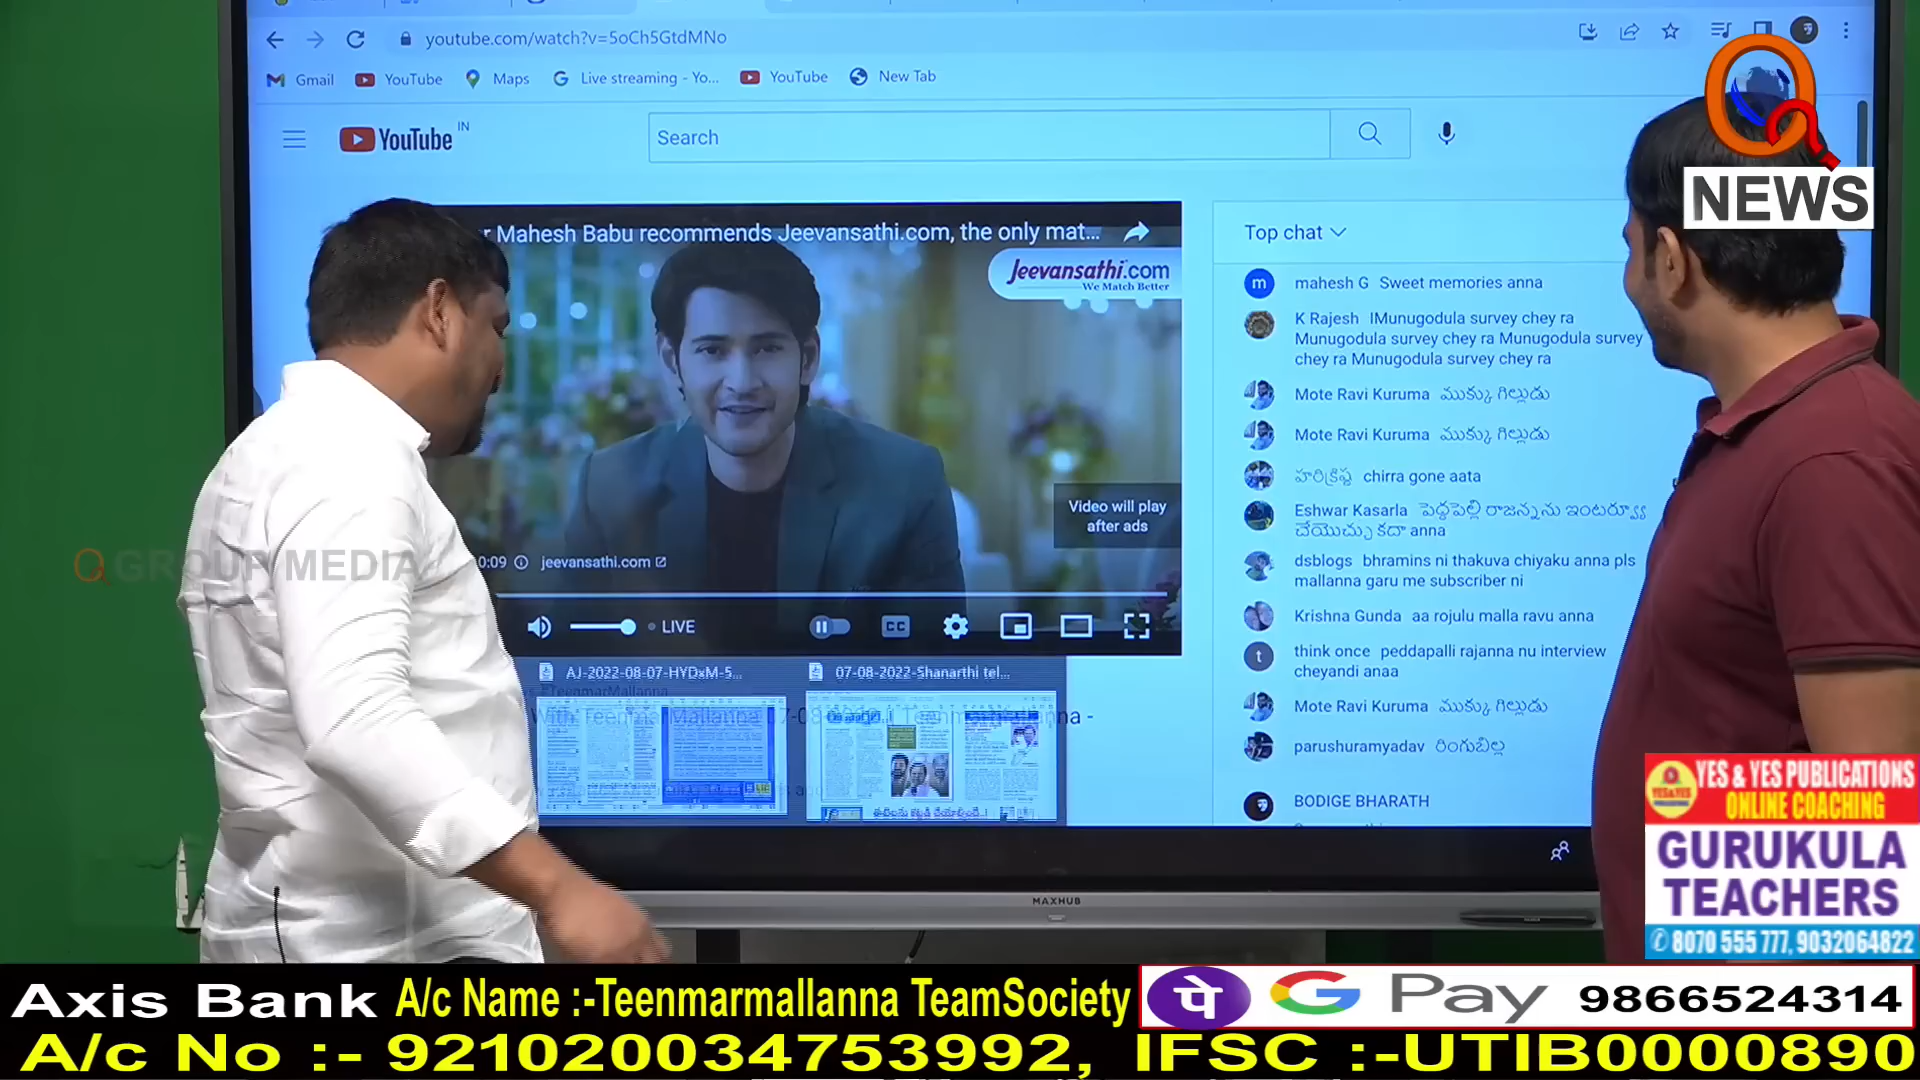 youtube.com/watch?v=5oCh5GtdMNo
Gmail YouTube Maps Live streaming - Yo... YouTube New Tab
YouTube IN
Search
NEWS
Mahesh Babu recommends Jeevansathi.com, the only mat...
Jeevansathi.com
We Match Better
Video will play
after ads
0:09 jeevansathi.com
LIVE
CC
AJ-2022-08-07-HYDxM-5...
07-08-2022-Shanarthi tel...
#TeenmarMallanna
With Teenmar Mallanna
Top chat
m mahesh G Sweet memories anna
K Rajesh IMunugodula survey chey ra
Munugodula survey chey ra Munugodula survey
chey ra Munugodula survey chey ra
Mote Ravi Kuruma ముక్కు గిల్లుడు
Mote Ravi Kuruma ముక్కు గిల్లుడు
chirra gone aata
Eshwar Kasarla పెద్దపెల్లి రాజన్నను ఇంటర్వ్యూ
చేయొచ్చు కదా anna
dsblogs bhramins ni thakuva chiyaku anna pls
mallanna garu me subscriber ni
Krishna Gunda aa rojulu malla ravu anna
t think once peddapalli rajanna nu interview
cheyandi anaa
Mote Ravi Kuruma ముక్కు గిల్లుడు
parushuramyadav రింగుబిల్ల
BODIGE BHARATH
Q GROUP MEDIA
MAXHUB
YES & YES PUBLICATIONS
ONLINE COACHING
GURUKULA
TEACHERS
8070 555 777, 9032064822
Axis Bank A/c Name :-Teenmarmallanna TeamSociety
पे G Pay 9866524314
A/c No :- 921020034753992, IFSC :-UTIB0000890